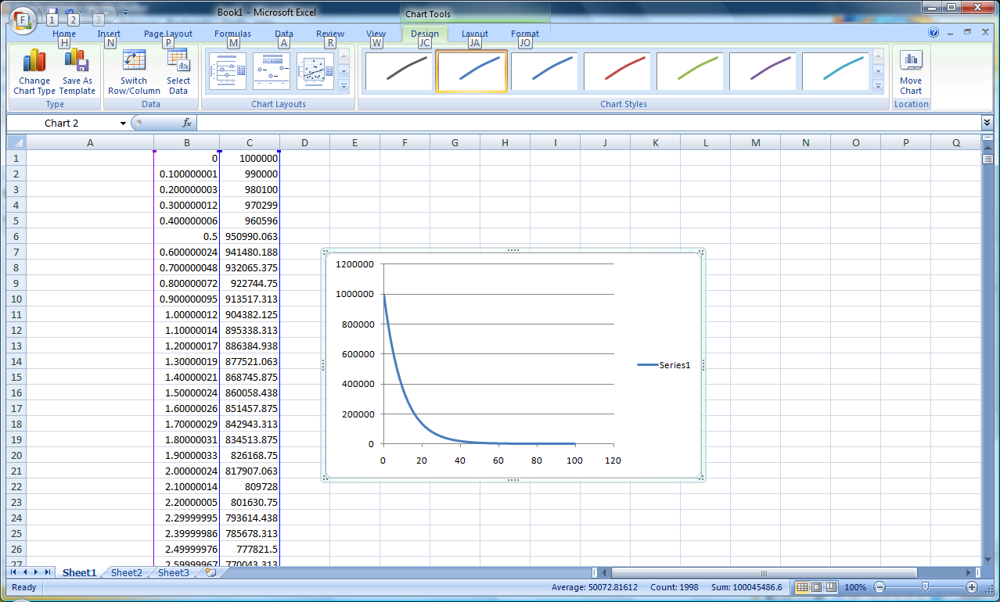 Book1 - Microsoft Excel
Chart Tools
F 1 2 3
Home Insert Page Layout Formulas Data Review View Design Layout Format
H N P M A R W JC JA JO
Change Chart Type
Save As Template
Switch Row/Column
Select Data
Move Chart
Type Data Chart Layouts Chart Styles Location
Chart 2 fx
A B C D E F G H I J K L M N O P Q
1 0 1000000
2 0.100000001 990000
3 0.200000003 980100
4 0.300000012 970299
5 0.400000006 960596
6 0.5 950990.063
7 0.600000024 941480.188
8 0.700000048 932065.375
9 0.800000072 922744.75
10 0.900000095 913517.313
11 1.00000012 904382.125
12 1.10000014 895338.313
13 1.20000017 886384.938
14 1.30000019 877521.063
15 1.40000021 868745.875
16 1.50000024 860058.438
17 1.60000026 851457.875
18 1.70000029 842943.313
19 1.80000031 834513.875
20 1.90000033 826168.75
21 2.00000024 817907.063
22 2.10000014 809728
23 2.20000005 801630.75
24 2.29999995 793614.438
25 2.39999986 785678.313
26 2.49999976 777821.5
27 2.59999967 770043.313
1200000
1000000
800000
600000
400000
200000
0
0 20 40 60 80 100 120
Series1
Sheet1 Sheet2 Sheet3
Ready Average: 50072.81612 Count: 1998 Sum: 100045486.6 100%